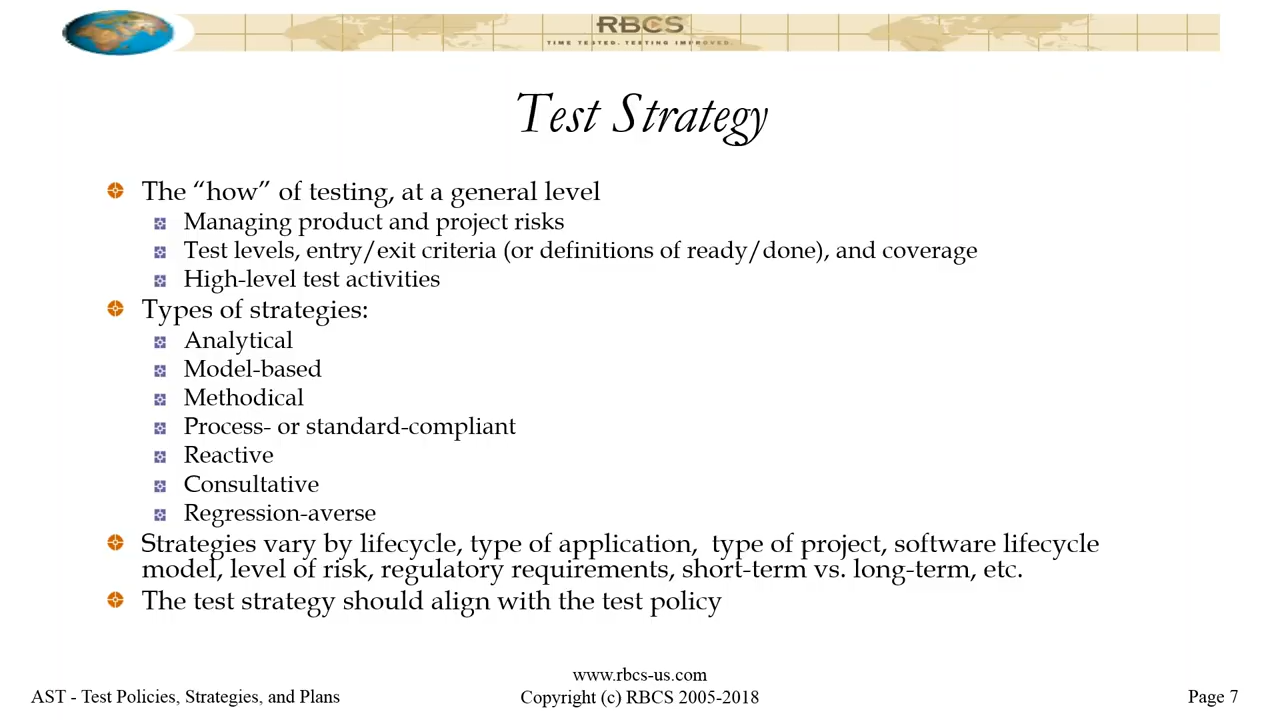 RBCS
TIME TESTED. TESTING IMPROVED.
Test Strategy
The “how” of testing, at a general level
Managing product and project risks
Test levels, entry/exit criteria (or definitions of ready/done), and coverage
High-level test activities
Types of strategies:
Analytical
Model-based
Methodical
Process- or standard-compliant
Reactive
Consultative
Regression-averse
Strategies vary by lifecycle, type of application,  type of project, software lifecycle
model, level of risk, regulatory requirements, short-term vs. long-term, etc.
The test strategy should align with the test policy
www.rbcs-us.com
AST - Test Policies, Strategies, and Plans
Copyright (c) RBCS 2005-2018
Page 7